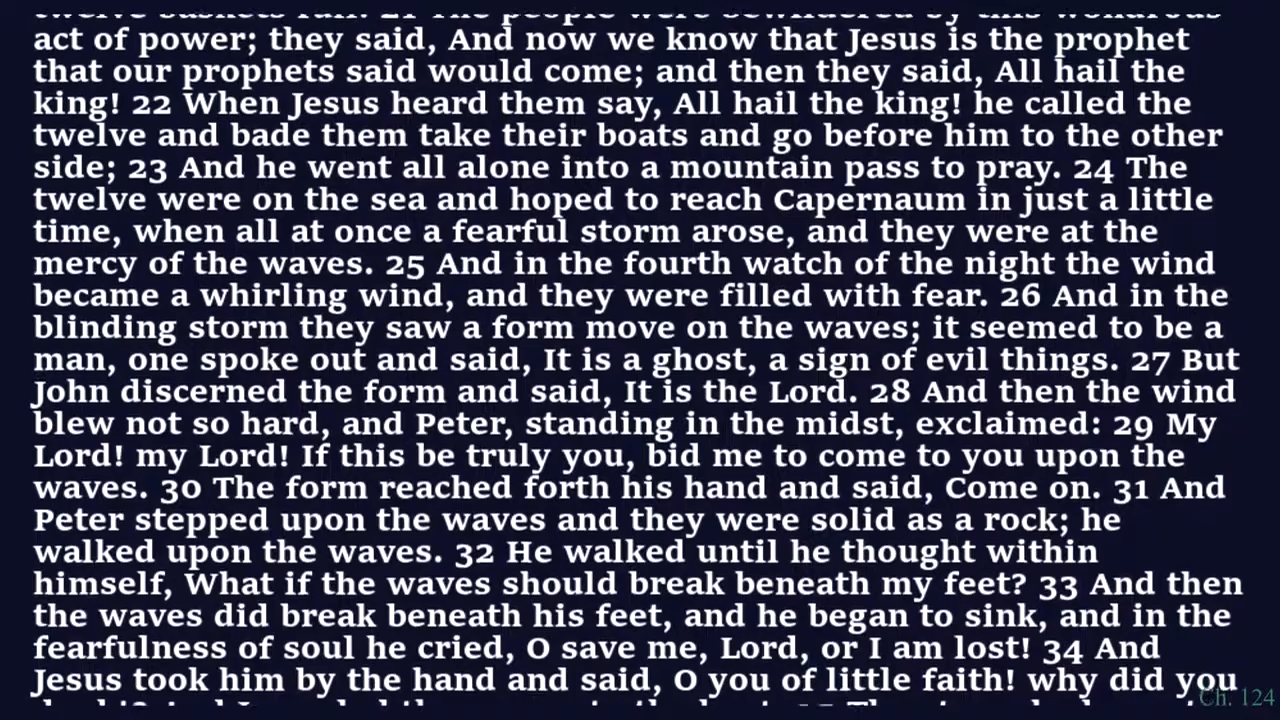 twelve baskets full. 21 The people were bewildered by this wondrous
act of power; they said, And now we know that Jesus is the prophet
that our prophets said would come; and then they said, All hail the
king! 22 When Jesus heard them say, All hail the king! he called the
twelve and bade them take their boats and go before him to the other
side; 23 And he went all alone into a mountain pass to pray. 24 The
twelve were on the sea and hoped to reach Capernaum in just a little
time, when all at once a fearful storm arose, and they were at the
mercy of the waves. 25 And in the fourth watch of the night the wind
became a whirling wind, and they were filled with fear. 26 And in the
blinding storm they saw a form move on the waves; it seemed to be a
man, one spoke out and said, It is a ghost, a sign of evil things. 27 But
John discerned the form and said, It is the Lord. 28 And then the wind
blew not so hard, and Peter, standing in the midst, exclaimed: 29 My
Lord! my Lord! If this be truly you, bid me to come to you upon the
waves. 30 The form reached forth his hand and said, Come on. 31 And
Peter stepped upon the waves and they were solid as a rock; he
walked upon the waves. 32 He walked until he thought within
himself, What if the waves should break beneath my feet? 33 And then
the waves did break beneath his feet, and he began to sink, and in the
fearfulness of soul he cried, O save me, Lord, or I am lost! 34 And
Jesus took him by the hand and said, O you of little faith! why did you
Ch. 124